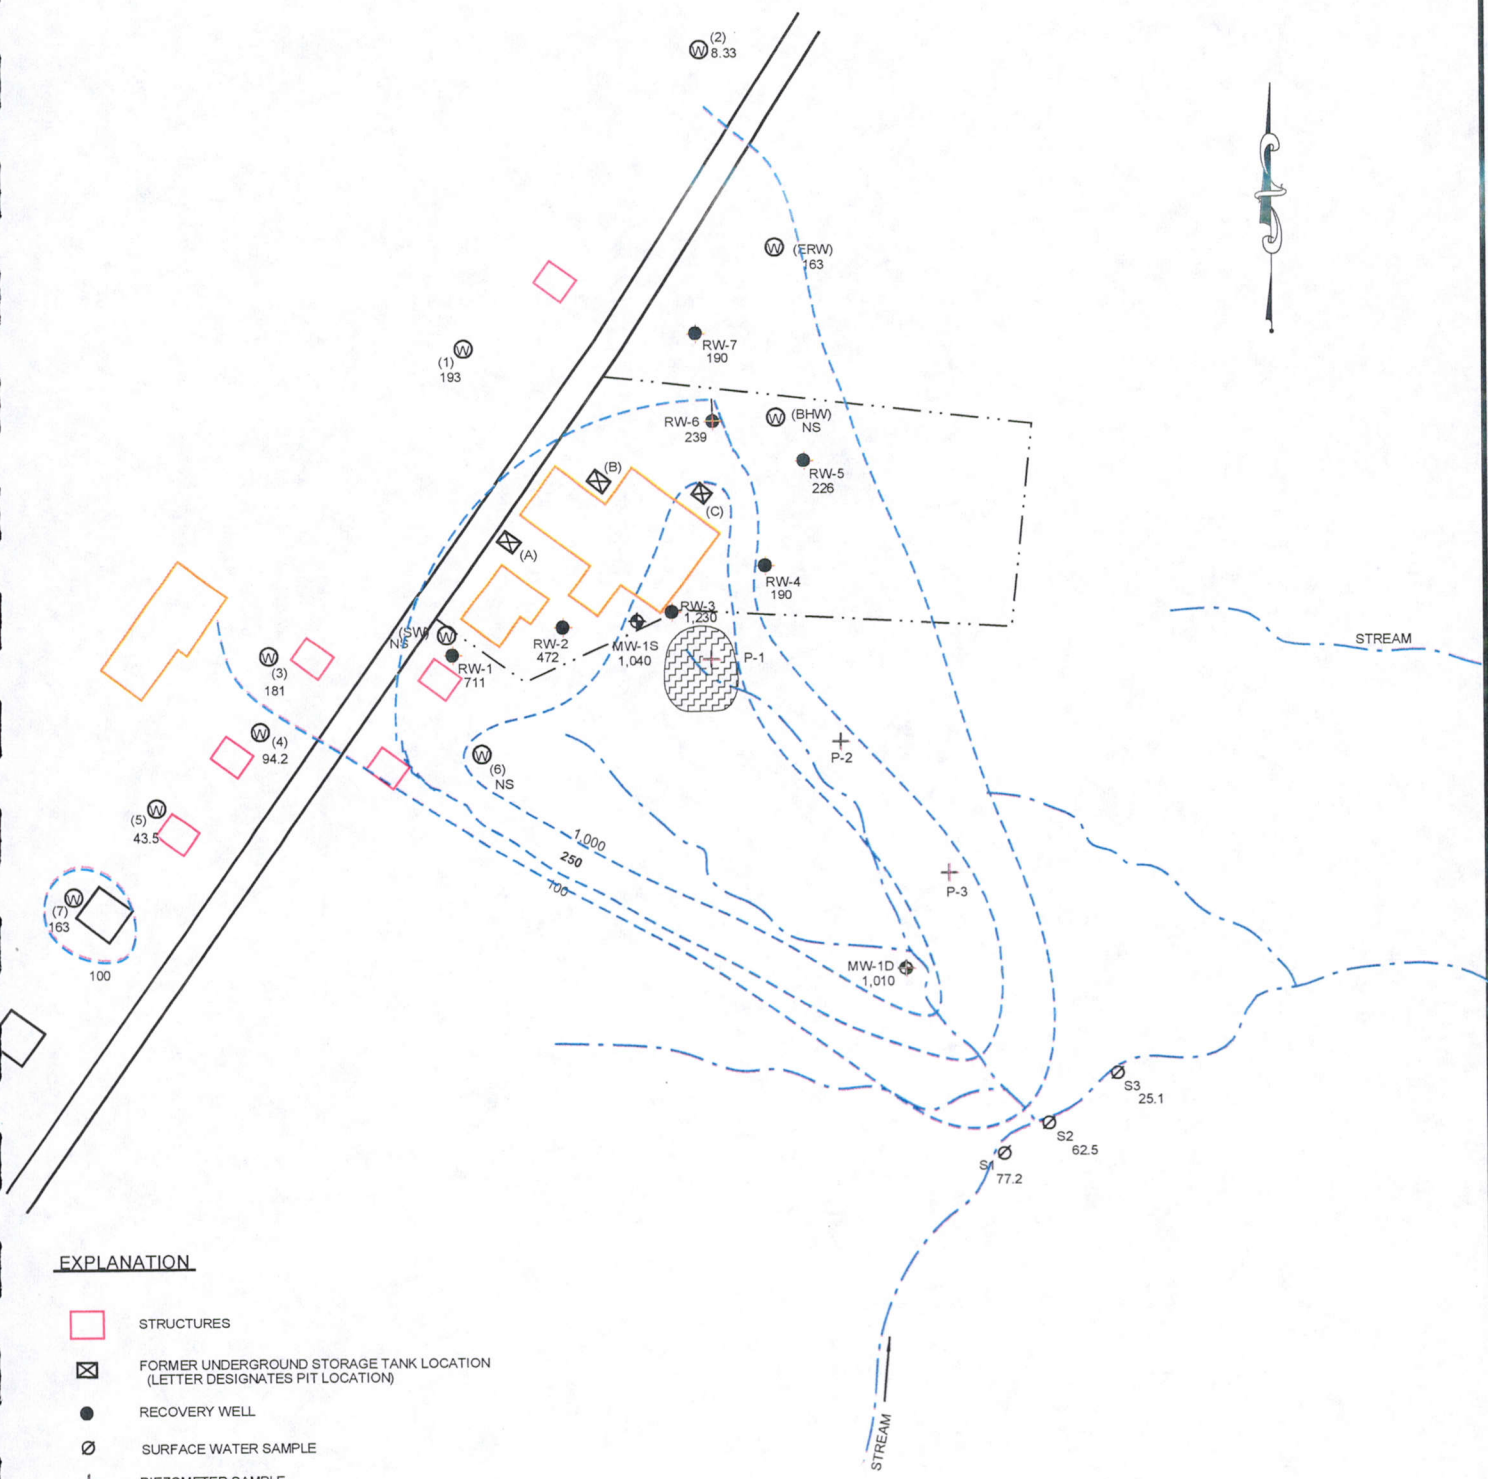 (2)
8.33
(ERW)
163
RW-7
190
(1)
193
RW-6
239
(BHW)
NS
RW-5
226
(B)
(C)
(A)
RW-4
190
RW-3
1,230
(SW)
NS
RW-2
472
MW-1S
1,040
RW-1
711
P-1
STREAM
(3)
181
(4)
94.2
P-2
(6)
NS
(5)
43.5
1,000
250
100
P-3
(7)
163
100
MW-1D
1,010
S3
25.1
S2
62.5
S1
77.2
EXPLANATION
STRUCTURES
FORMER UNDERGROUND STORAGE TANK LOCATION
(LETTER DESIGNATES PIT LOCATION)
RECOVERY WELL
SURFACE WATER SAMPLE
STREAM
PIEZOMETER SAMPLE